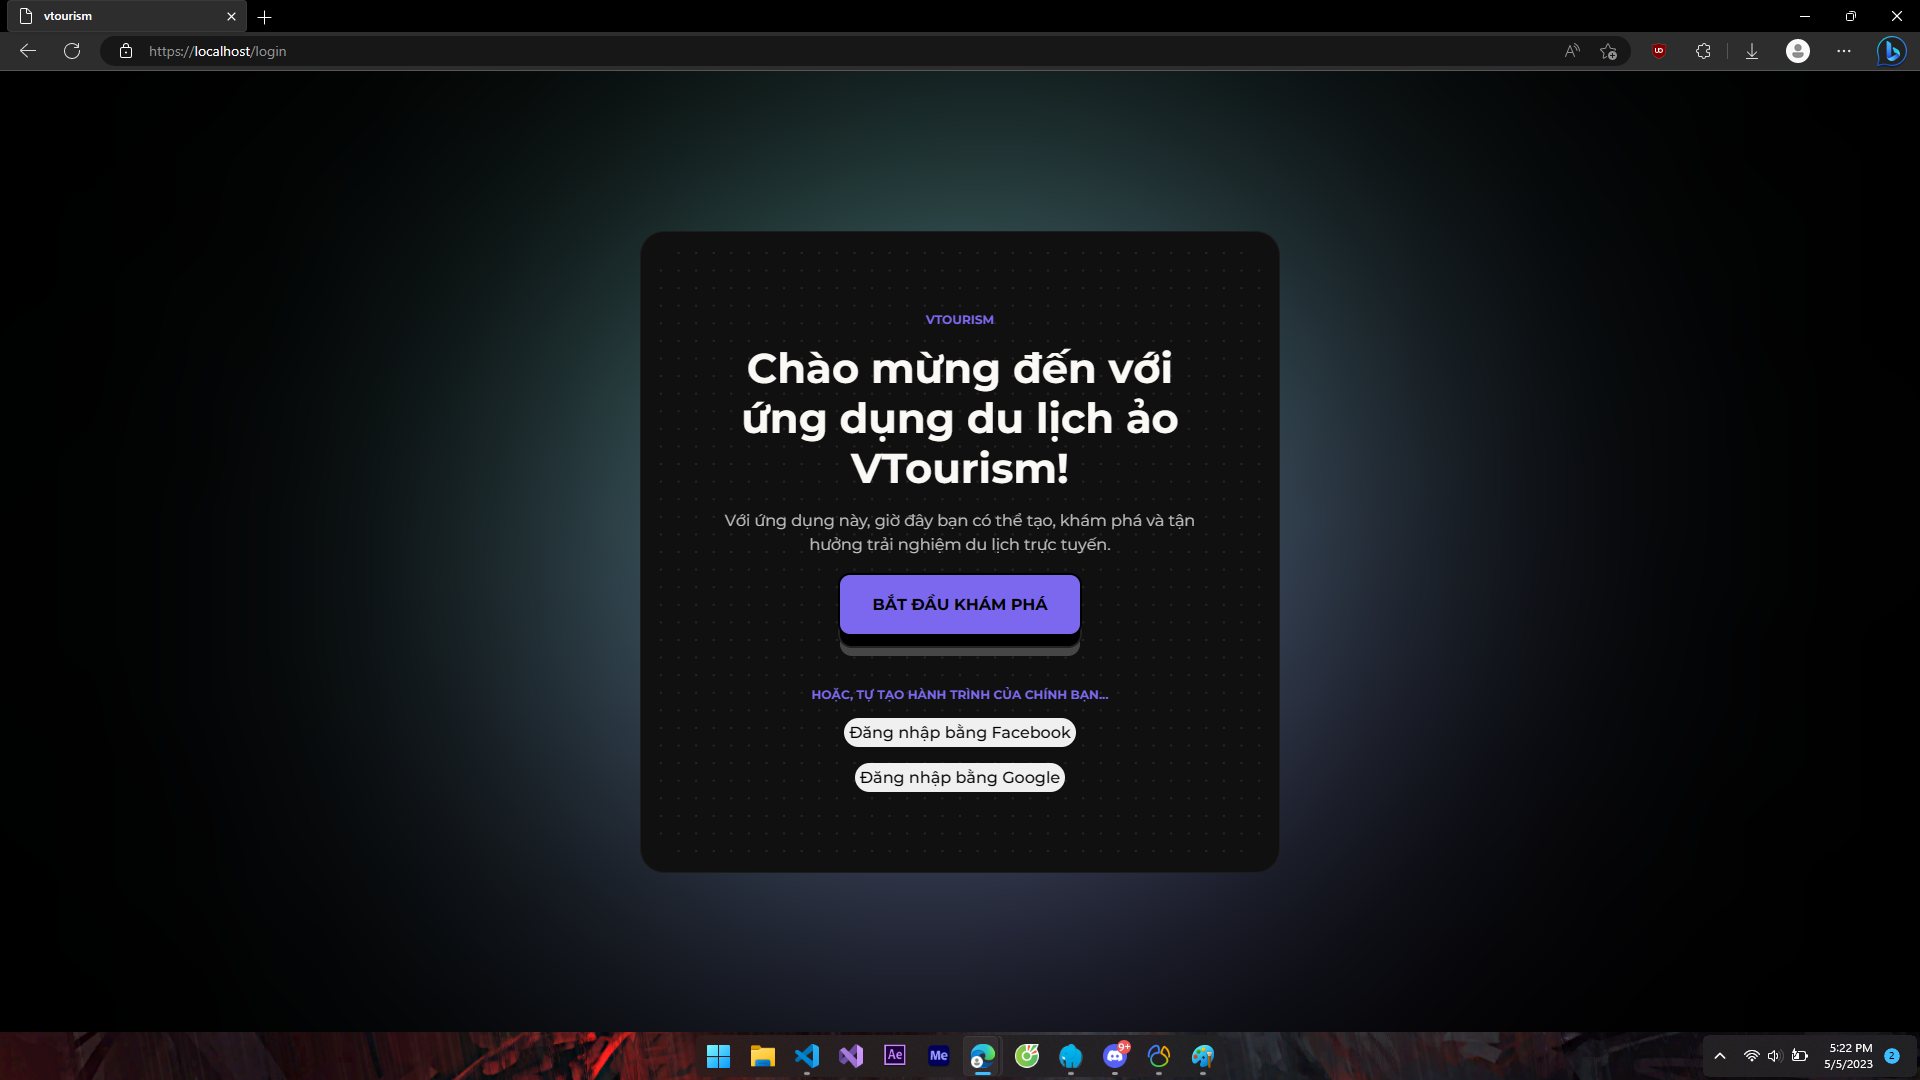 vtourism
https://localhost/login
VTOURISM
Chào mừng đến với
ứng dụng du lịch ảo
VTourism!
Với ứng dụng này, giờ đây bạn có thể tạo, khám phá và tận
hưởng trải nghiệm du lịch trực tuyến.
BẮT ĐẦU KHÁM PHÁ
HOẶC, TỰ TẠO HÀNH TRÌNH CỦA CHÍNH BẠN...
Đăng nhập bằng Facebook
Đăng nhập bằng Google
Ae
Me
9+
5:22 PM
5/5/2023
2